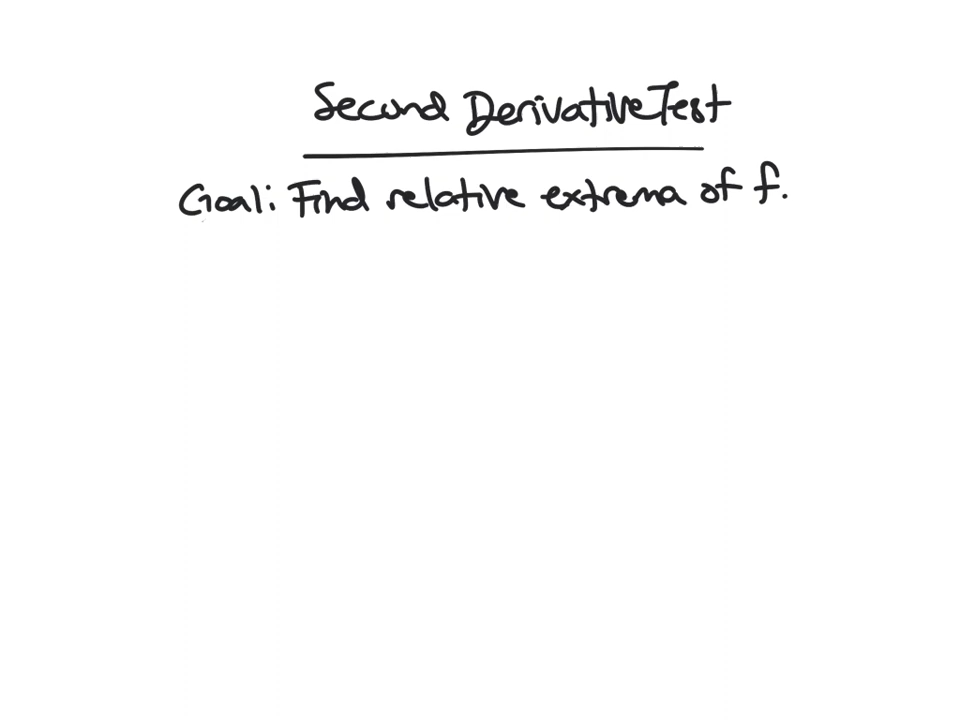 Second Derivative Test
Goal: Find relative extrema of f.